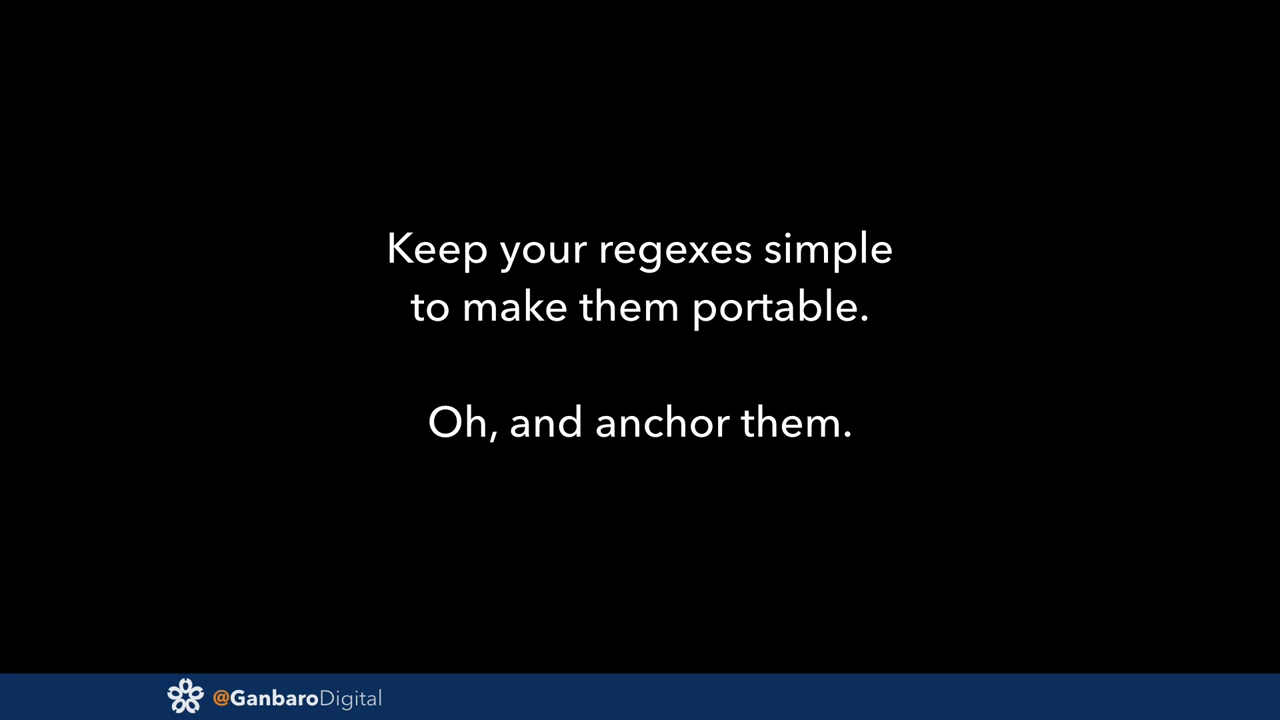 Keep your regexes simple
to make them portable.
Oh, and anchor them.
@GanbaroDigital